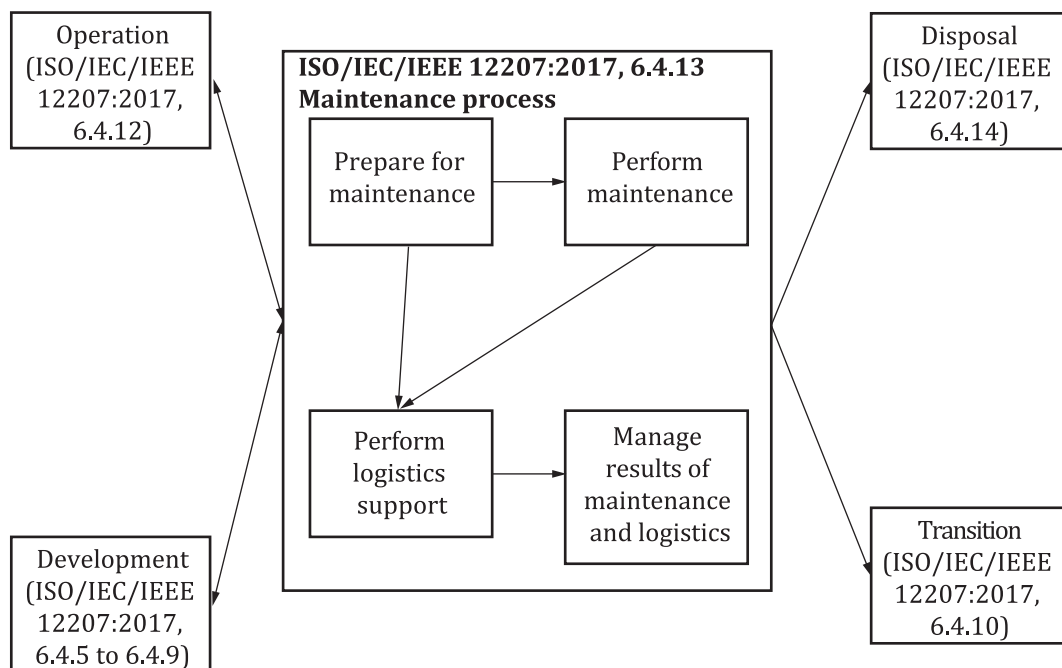 Operation
(ISO/IEC/IEEE
12207:2017,
6.4.12)
ISO/IEC/IEEE 12207:2017, 6.4.13
Maintenance process
Prepare for
maintenance
Perform
maintenance
Perform
logistics
support
Manage
results of
maintenance
and logistics
Disposal
(ISO/IEC/IEEE
12207:2017,
6.4.14)
Development
(ISO/IEC/IEEE
12207:2017,
6.4.5 to 6.4.9)
Transition
(ISO/IEC/IEEE
12207:2017,
6.4.10)